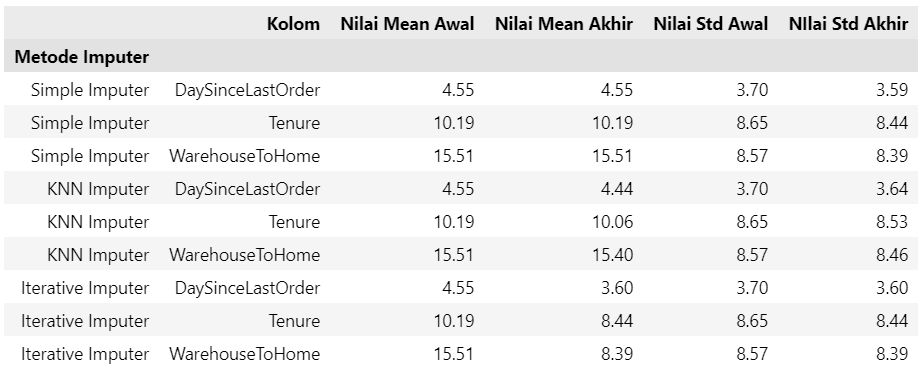 Kolom Nilai Mean Awal Nilai Mean Akhir Nilai Std Awal NIlai Std Akhir
Metode Imputer
Simple Imputer DaySinceLastOrder 4.55 4.55 3.70 3.59
Simple Imputer Tenure 10.19 10.19 8.65 8.44
Simple Imputer WarehouseToHome 15.51 15.51 8.57 8.39
KNN Imputer DaySinceLastOrder 4.55 4.44 3.70 3.64
KNN Imputer Tenure 10.19 10.06 8.65 8.53
KNN Imputer WarehouseToHome 15.51 15.40 8.57 8.46
Iterative Imputer DaySinceLastOrder 4.55 3.60 3.70 3.60
Iterative Imputer Tenure 10.19 8.44 8.65 8.44
Iterative Imputer WarehouseToHome 15.51 8.39 8.57 8.39